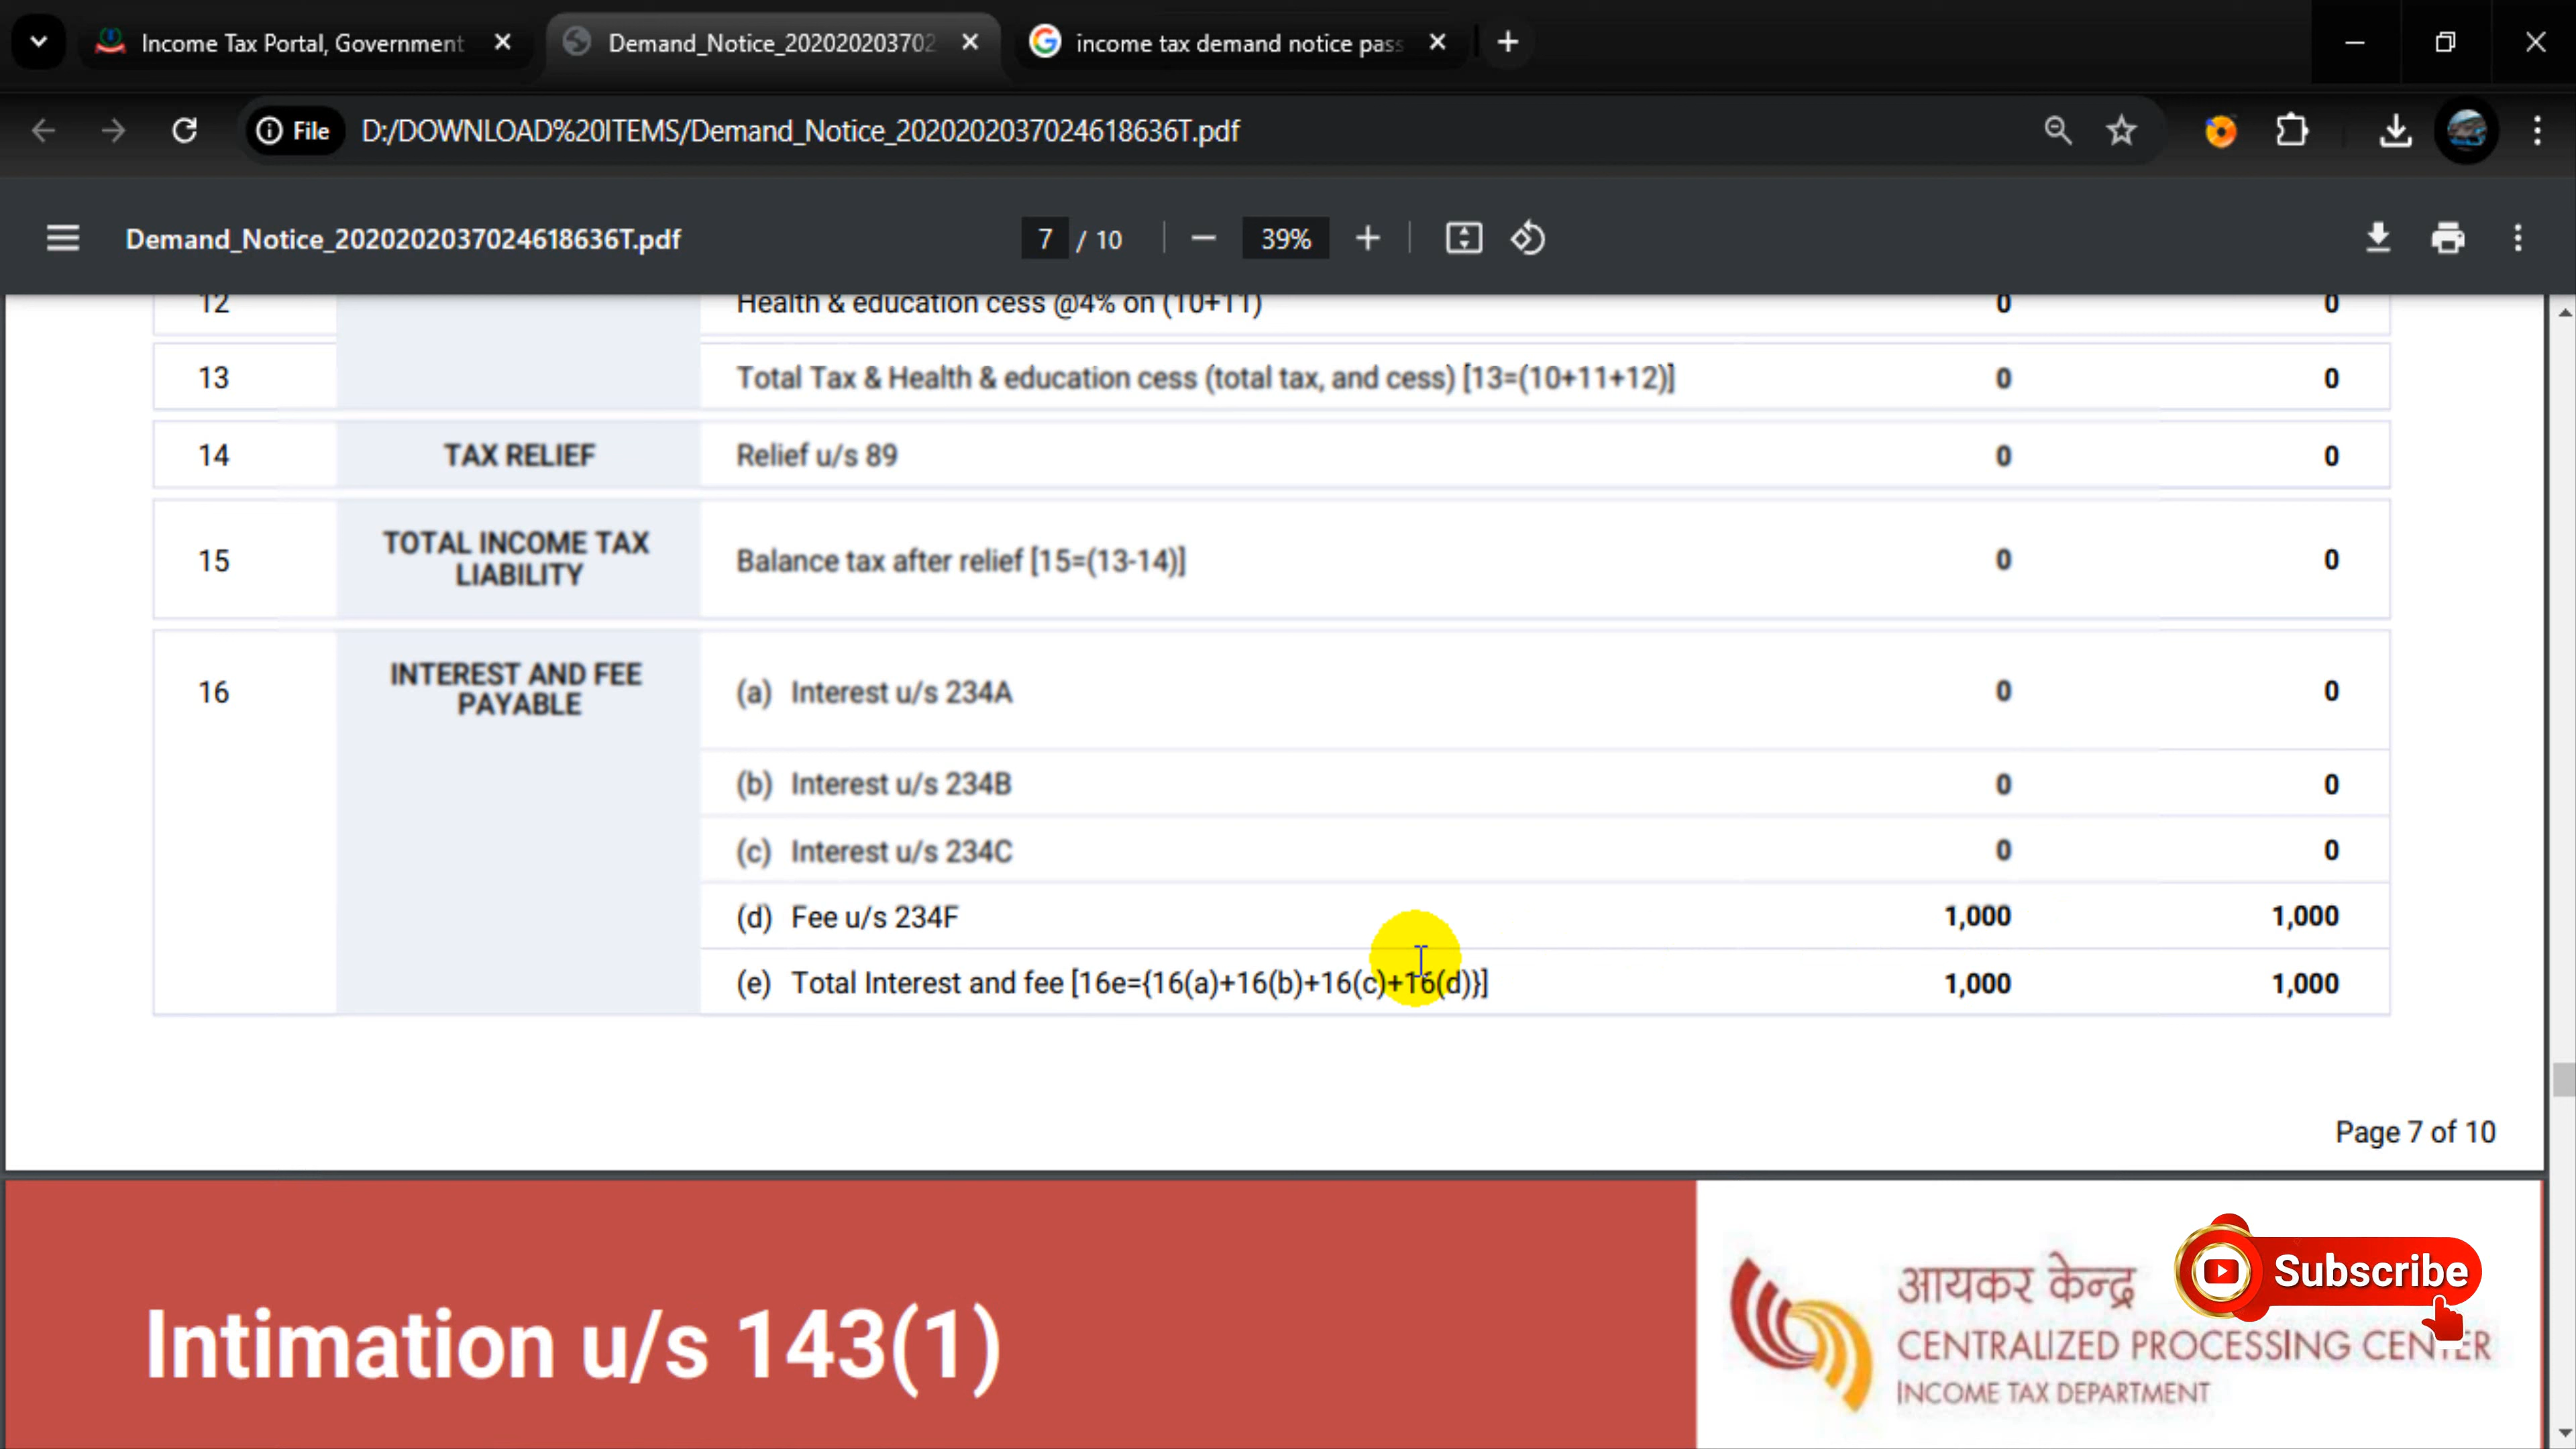 Income Tax Portal, Government
Demand_Notice_202020203702
income tax demand notice pass
File
D:/DOWNLOAD%20ITEMS/Demand_Notice_2020202037024618636T.pdf
Demand_Notice_2020202037024618636T.pdf
7 / 10
39%
12 Health & education cess @4% on (10+11) 0 0
13 Total Tax & Health & education cess (total tax, and cess) [13=(10+11+12)] 0 0
14 TAX RELIEF Relief u/s 89 0 0
15 TOTAL INCOME TAX LIABILITY Balance tax after relief [15=(13-14)] 0 0
16 INTEREST AND FEE PAYABLE (a) Interest u/s 234A 0 0
(b) Interest u/s 234B 0 0
(c) Interest u/s 234C 0 0
(d) Fee u/s 234F 1,000 1,000
(e) Total Interest and fee [16e={16(a)+16(b)+16(c)+16(d)}] 1,000 1,000
Page 7 of 10
Intimation u/s 143(1)
आयकर केन्द्र
CENTRALIZED PROCESSING CENTER
INCOME TAX DEPARTMENT
Subscribe